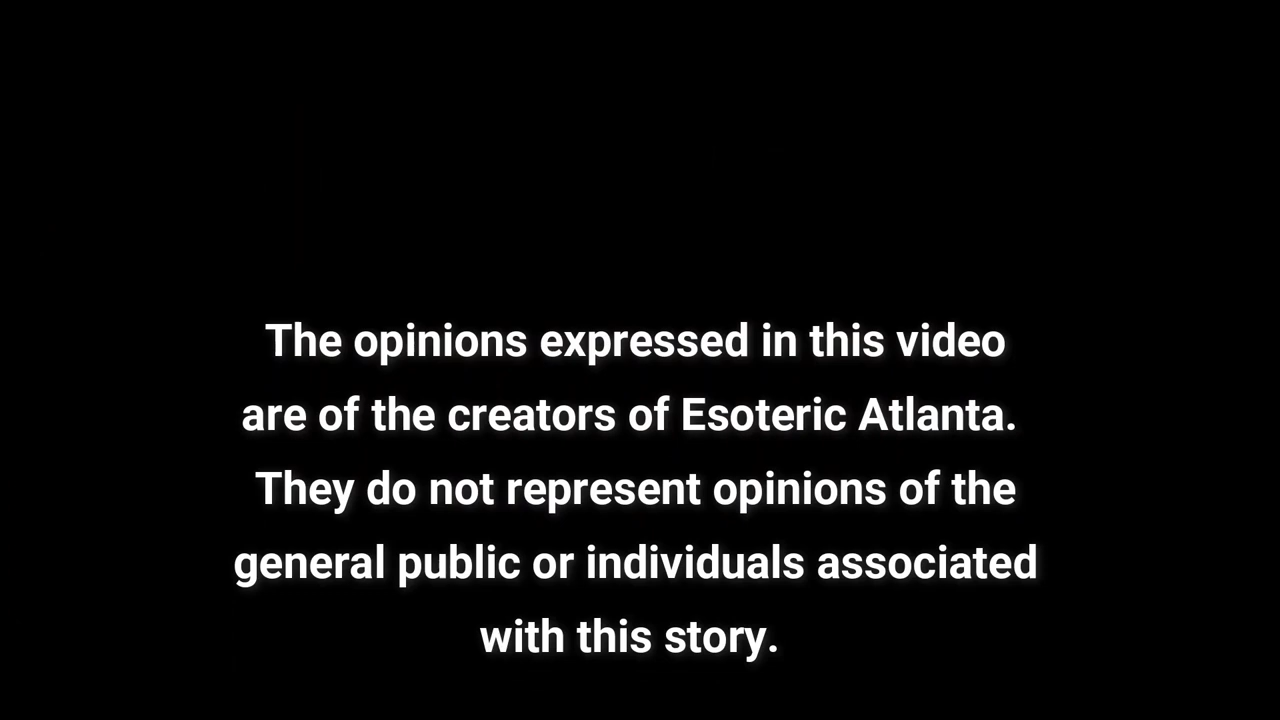 The opinions expressed in this video
are of the creators of Esoteric Atlanta.
They do not represent opinions of the
general public or individuals associated
with this story.